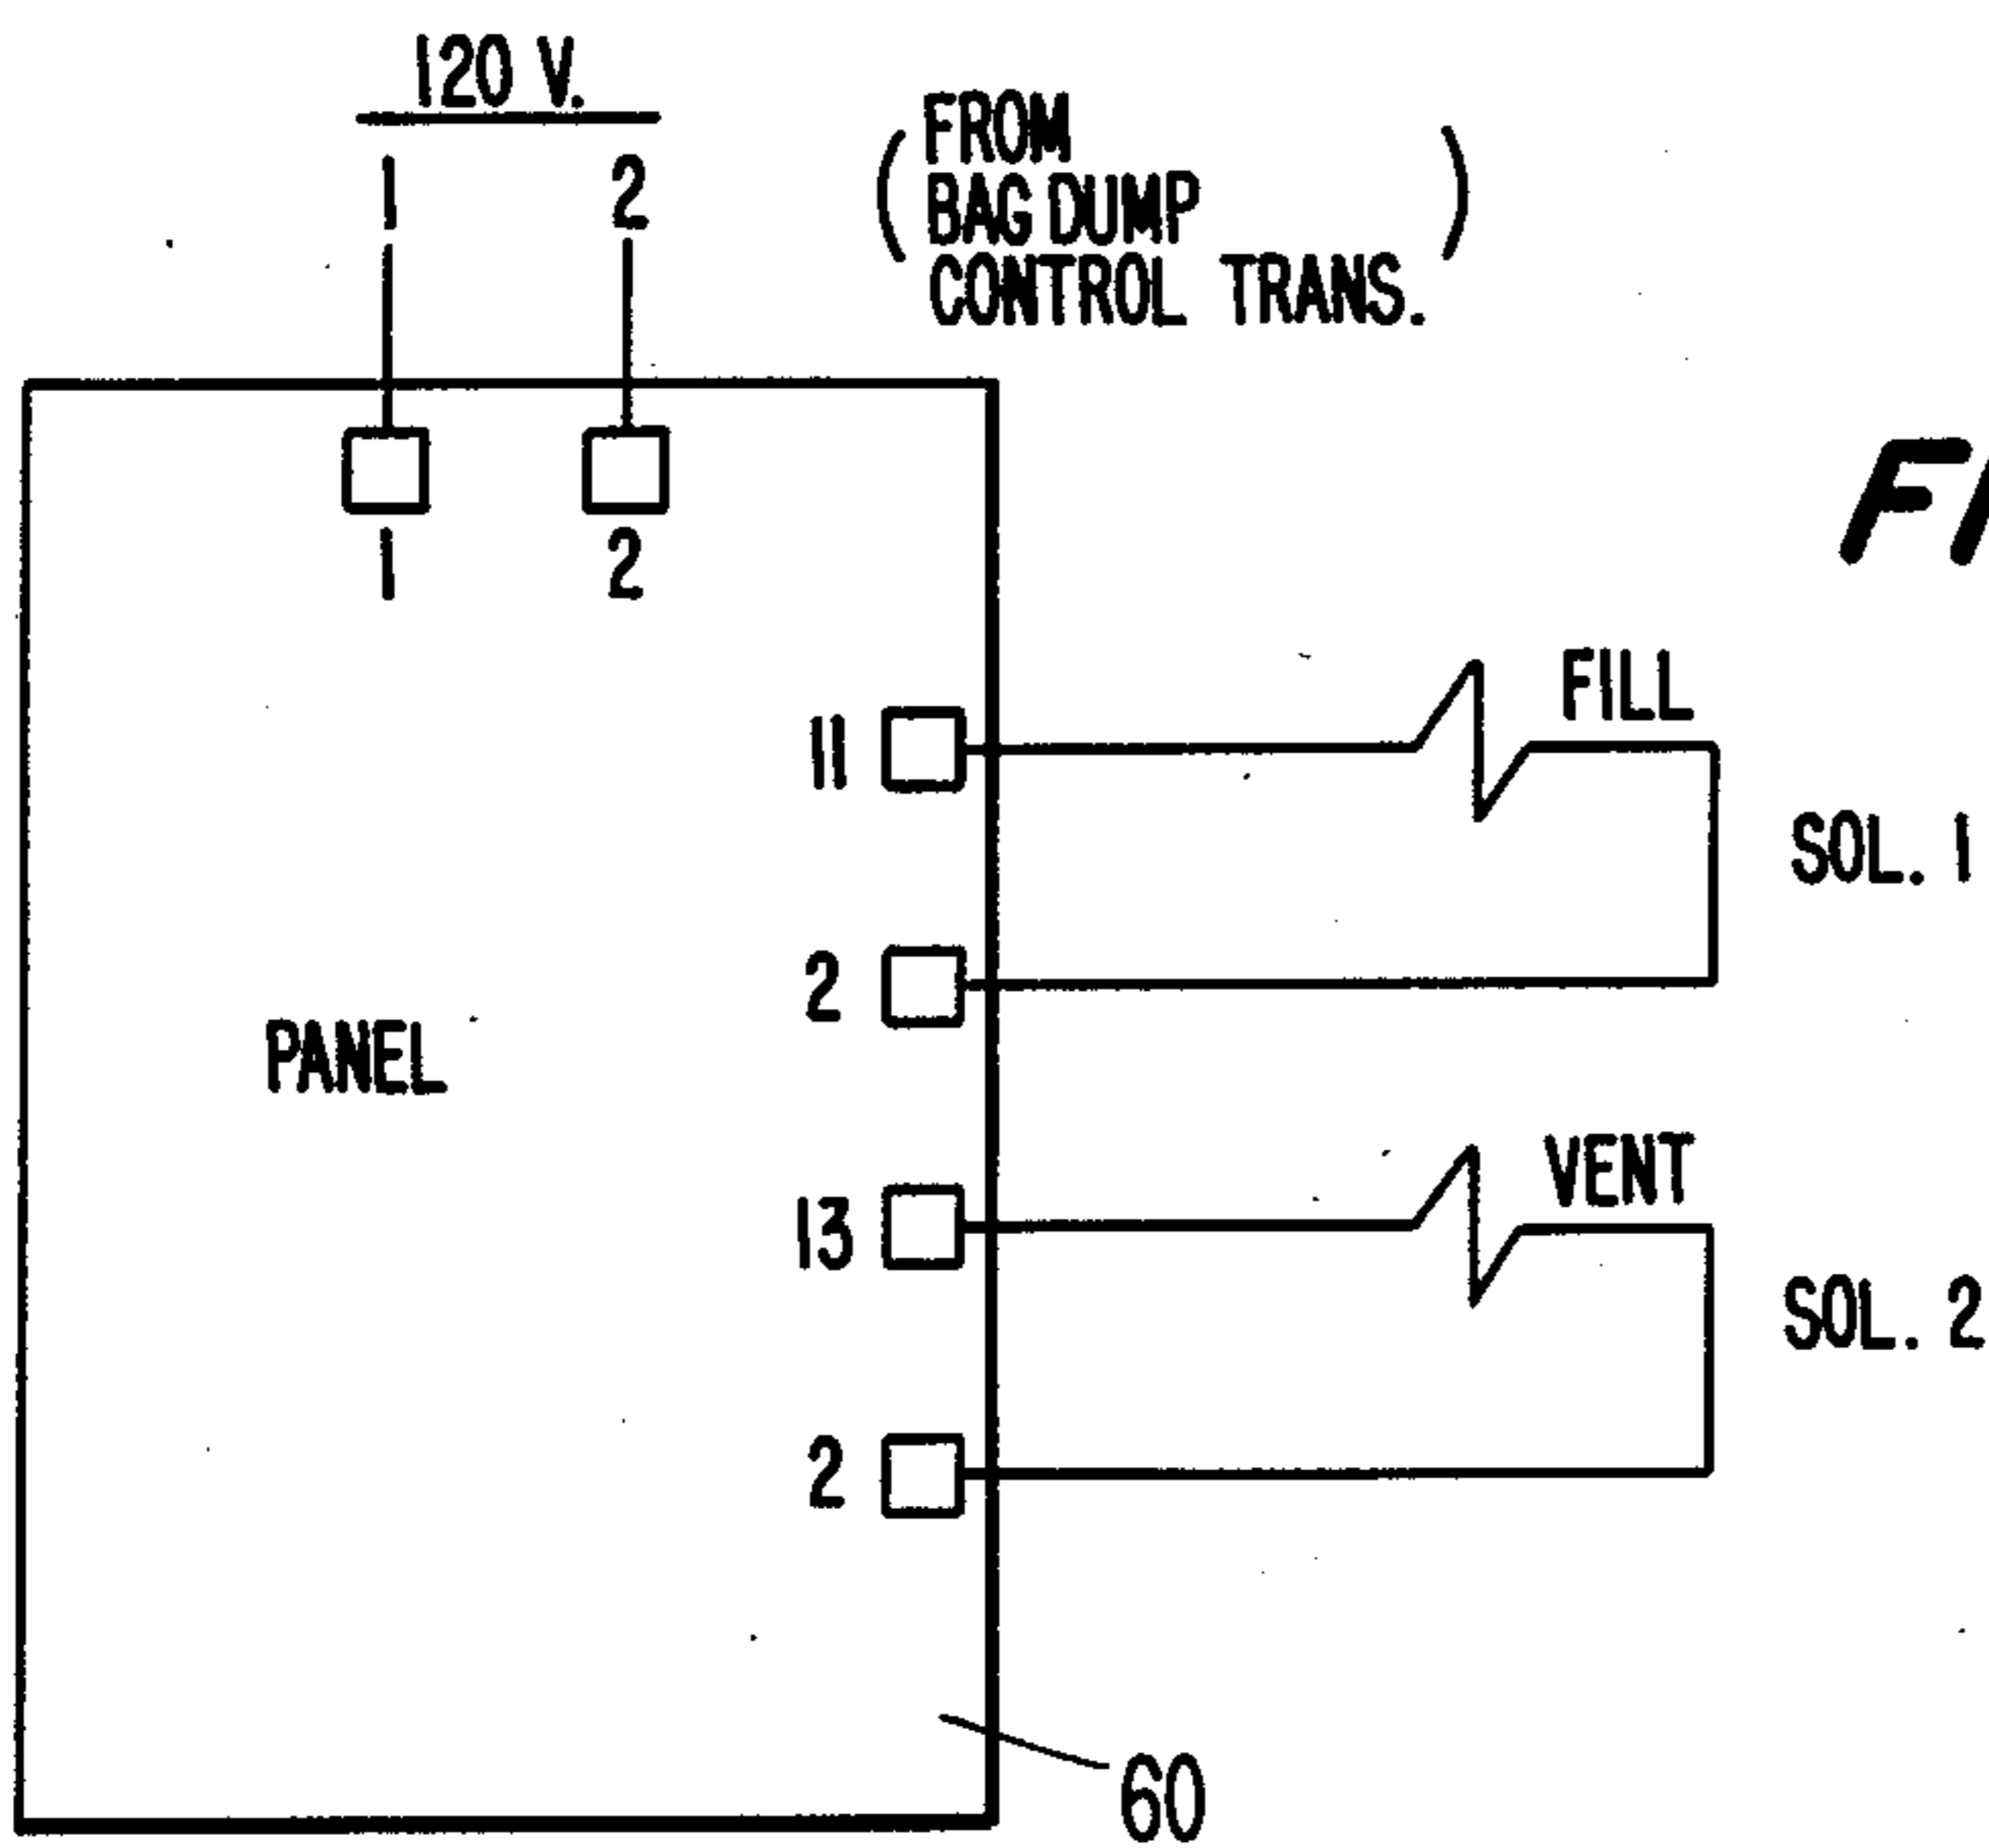 120 V.
1 2
( FROM
BAG DUMP
CONTROL TRANS. )
1 2
FILL
11
SOL. 1
2
PANEL
VENT
13
SOL. 2
2
60